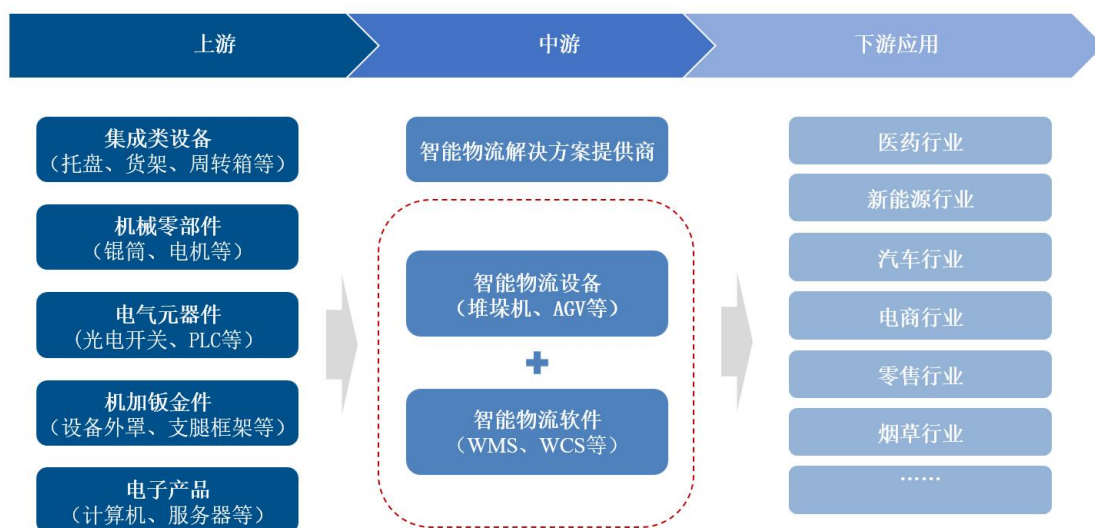 上游
中游
下游应用
集成类设备
（托盘、货架、周转箱等）
机械零部件
（辊筒、电机等）
电气元器件
（光电开关、PLC等）
机加钣金件
（设备外罩、支腿框架等）
电子产品
（计算机、服务器等）
智能物流解决方案提供商
智能物流设备
（堆垛机、AGV等）
智能物流软件
（WMS、WCS等）
医药行业
新能源行业
汽车行业
电商行业
零售行业
烟草行业
……